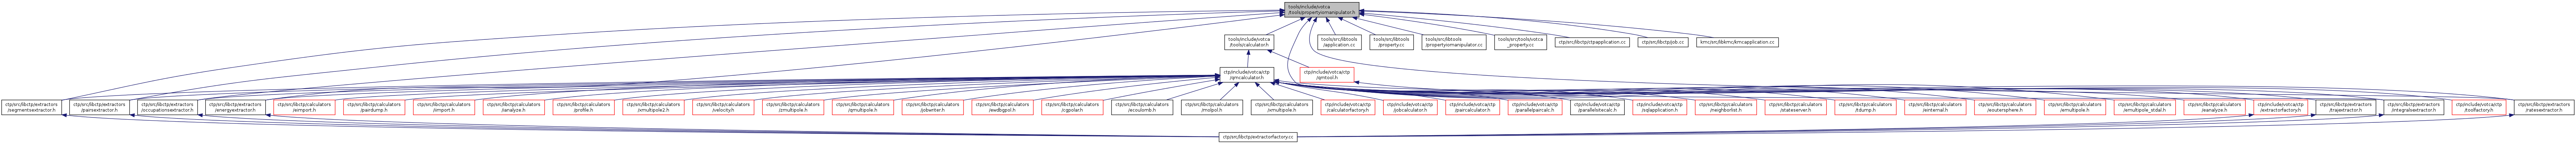 tools/include/votca
/tools/propertyiomanipulator.h
tools/include/votca
/tools/calculator.h
tools/src/libtools
/application.cc
tools/src/libtools
/property.cc
tools/src/libtools
/propertyiomanipulator.cc
tools/src/tools/votca
_property.cc
ctp/src/libctp/ctpapplication.cc
ctp/src/libctp/job.cc
kmc/src/libkmc/kmcapplication.cc
ctp/include/votca/ctp
/qmcalculator.h
ctp/include/votca/ctp
/qmtool.h
ctp/src/libctp/extractors
/segmentsextractor.h
ctp/src/libctp/extractors
/pairsextractor.h
ctp/src/libctp/extractors
/occupationsextractor.h
ctp/src/libctp/extractors
/energyextractor.h
ctp/src/libctp/calculators
/eimport.h
ctp/src/libctp/calculators
/pairdump.h
ctp/src/libctp/calculators
/iimport.h
ctp/src/libctp/calculators
/eanalyze.h
ctp/src/libctp/calculators
/profile.h
ctp/src/libctp/calculators
/xmultipole2.h
ctp/src/libctp/calculators
/velocity.h
ctp/src/libctp/calculators
/zmultipole.h
ctp/src/libctp/calculators
/qmultipole.h
ctp/src/libctp/calculators
/jobwriter.h
ctp/src/libctp/calculators
/ewdbgpol.h
ctp/src/libctp/calculators
/cgpolar.h
ctp/src/libctp/calculators
/ecoulomb.h
ctp/src/libctp/calculators
/molpol.h
ctp/src/libctp/calculators
/xmultipole.h
ctp/include/votca/ctp
/calculatorfactory.h
ctp/include/votca/ctp
/jobcalculator.h
ctp/include/votca/ctp
/paircalculator.h
ctp/include/votca/ctp
/parallelpaircalc.h
ctp/include/votca/ctp
/parallelxjobcalc.h
ctp/include/votca/ctp
/sqlapplication.h
ctp/src/libctp/calculators
/neighborlist.h
ctp/src/libctp/calculators
/stateserver.h
ctp/src/libctp/calculators
/tdump.h
ctp/src/libctp/calculators
/einternal.h
ctp/src/libctp/calculators
/eoutersphere.h
ctp/src/libctp/calculators
/emultipole.h
ctp/src/libctp/calculators
/emultipole_stdal.h
ctp/src/libctp/calculators
/eanalyze.h
ctp/include/votca/ctp
/extractorfactory.h
ctp/src/libctp/extractors
/trajextractor.h
ctp/src/libctp/extractors
/integralsextractor.h
ctp/include/votca/ctp
/toolfactory.h
ctp/src/libctp/extractors
/ratesextractor.h
ctp/src/libctp/extractorfactory.cc